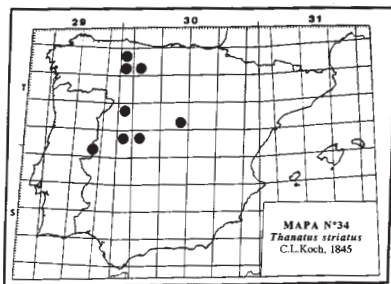 29 30 31
T
S
MAPA N°34
Thanatus striatus
C.L.Koch, 1845